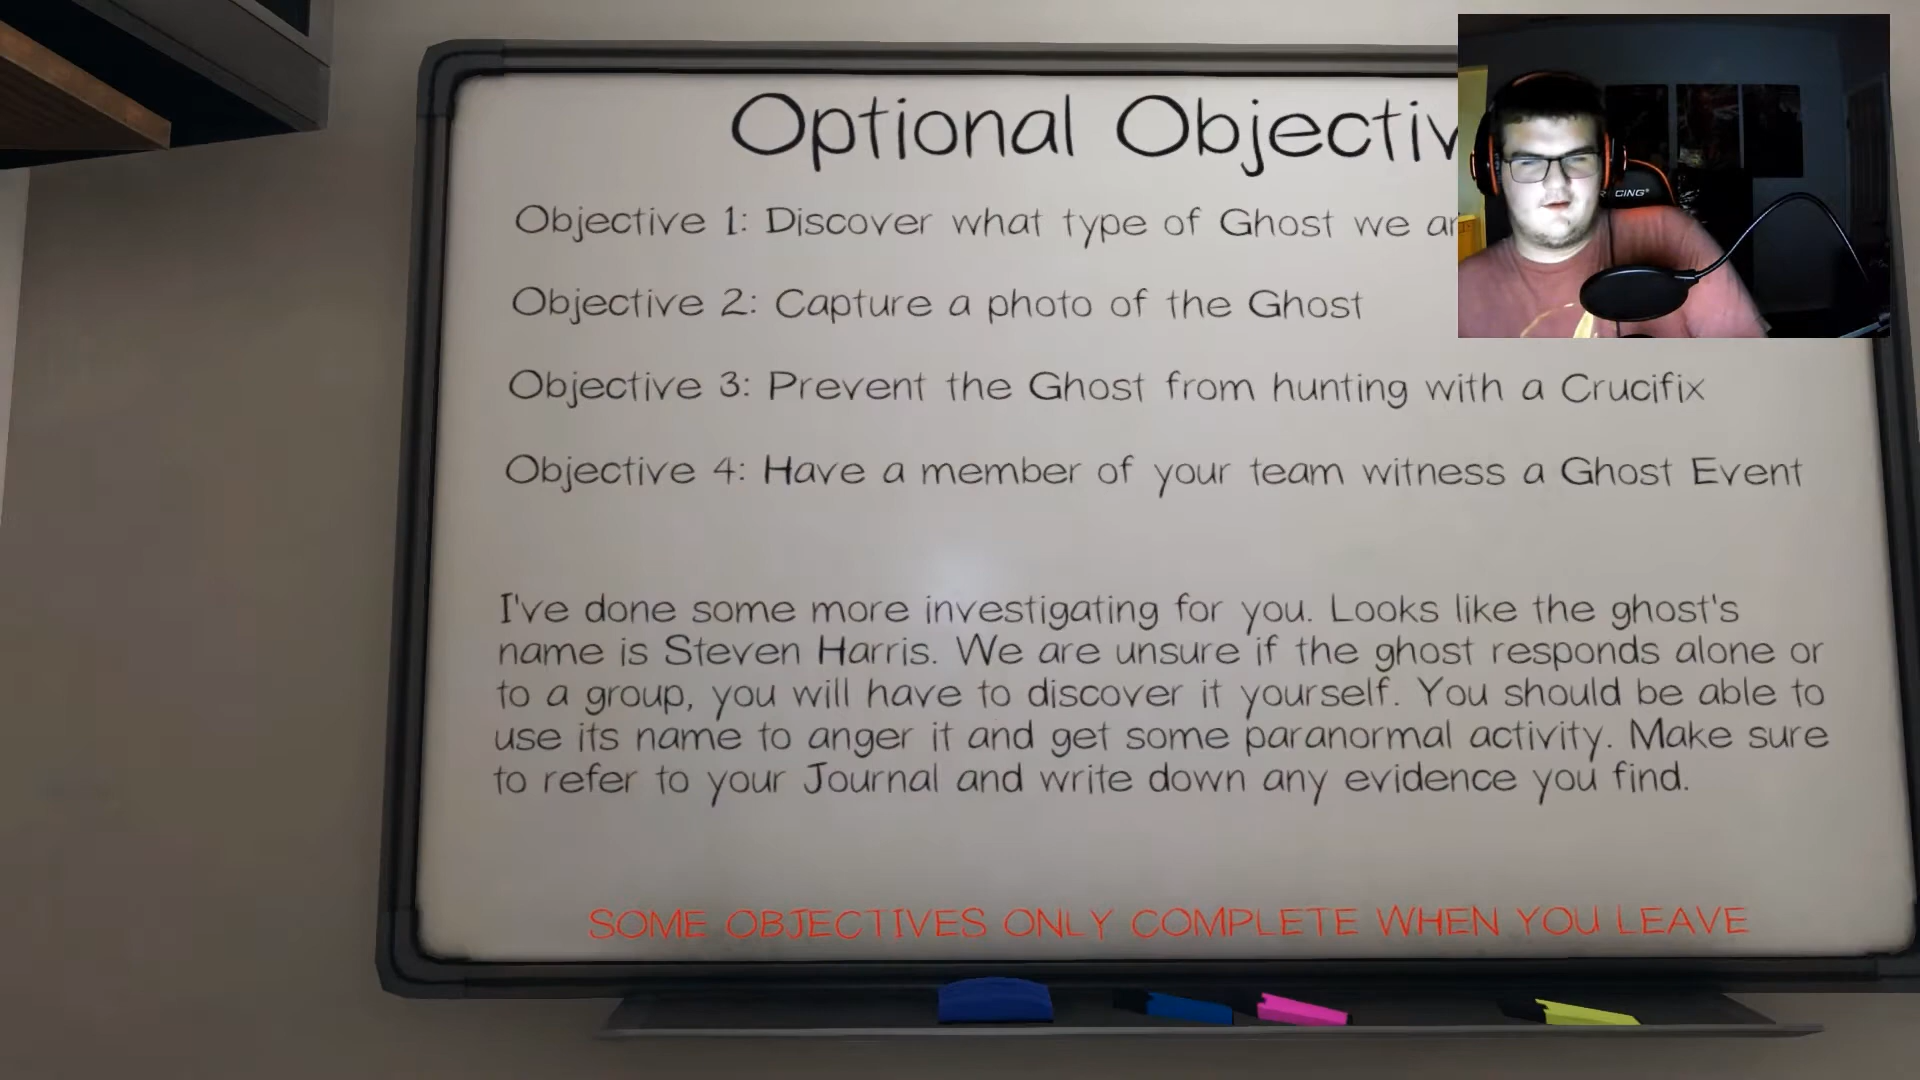 Optional Objectiv
Objective 1: Discover what type of Ghost we ar
Objective 2: Capture a photo of the Ghost
Objective 3: Prevent the Ghost from hunting with a Crucifix
Objective 4: Have a member of your team witness a Ghost Event
I've done some more investigating for you. Looks like the ghost's
name is Steven Harris. We are unsure if the ghost responds alone or
to a group, you will have to discover it yourself. You should be able to
use its name to anger it and get some paranormal activity. Make sure
to refer to your Journal and write down any evidence you find.
SOME OBJECTIVES ONLY COMPLETE WHEN YOU LEAVE